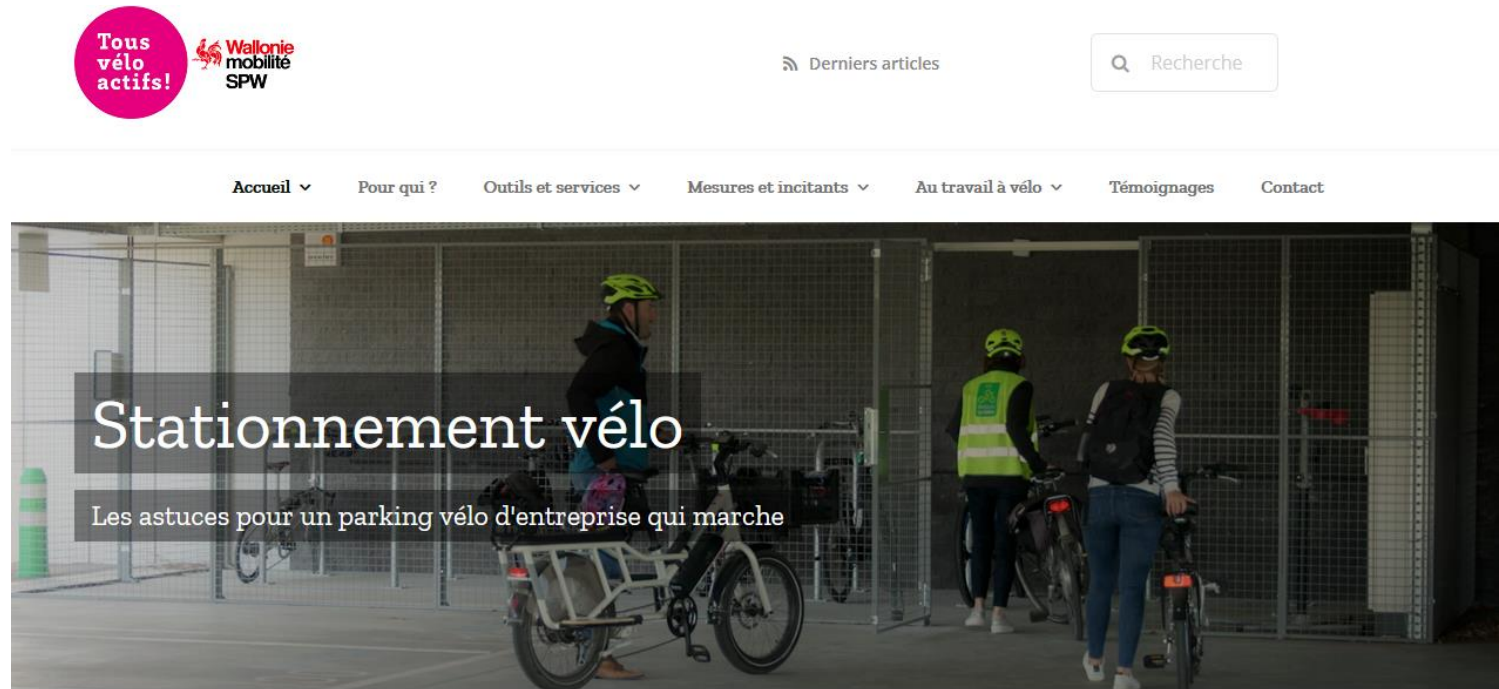 Tous
vélo
actifs!
Wallonie
mobilité
SPW
Derniers articles
Recherche
Accueil
Pour qui ?
Outils et services
Mesures et incitants
Au travail à vélo
Témoignages
Contact
Stationnement vélo
Les astuces pour un parking vélo d'entreprise qui marche